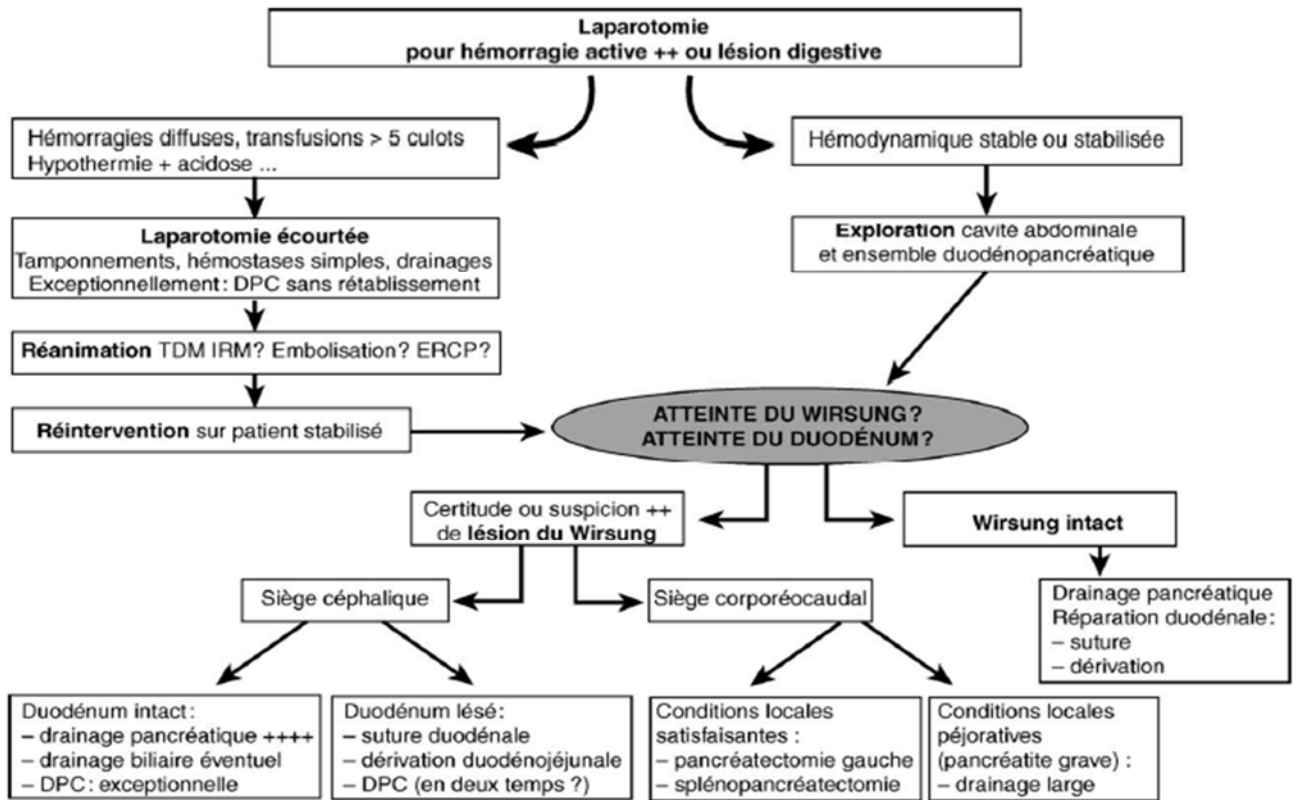 Laparotomie
pour hémorragie active ++ ou lésion digestive
Hémorragies diffuses, transfusions > 5 culots
Hypothermie + acidose ...
Hémodynamique stable ou stabilisée
Laparotomie écourtée
Tamponnements, hémostases simples, drainages
Exceptionnellement: DPC sans rétablissement
Exploration cavité abdominale
et ensemble duodénopancréatique
Réanimation TDM IRM? Embolisation? ERCP?
Réintervention sur patient stabilisé
ATTEINTE DU WIRSUNG?
ATTEINTE DU DUODÉNUM?
Certitude ou suspicion ++
de lésion du Wirsung
Wirsung intact
Siège céphalique
Siège corporéocaudal
Drainage pancréatique
Réparation duodénale:
– suture
– dérivation
Duodénum intact:
– drainage pancréatique ++++
– drainage biliaire éventuel
– DPC: exceptionnelle
Duodénum lésé:
– suture duodénale
– dérivation duodénojéjunale
– DPC (en deux temps ?)
Conditions locales
satisfaisantes :
– pancréatectomie gauche
– splénopancréatectomie
Conditions locales
péjoratives
(pancréatite grave) :
– drainage large